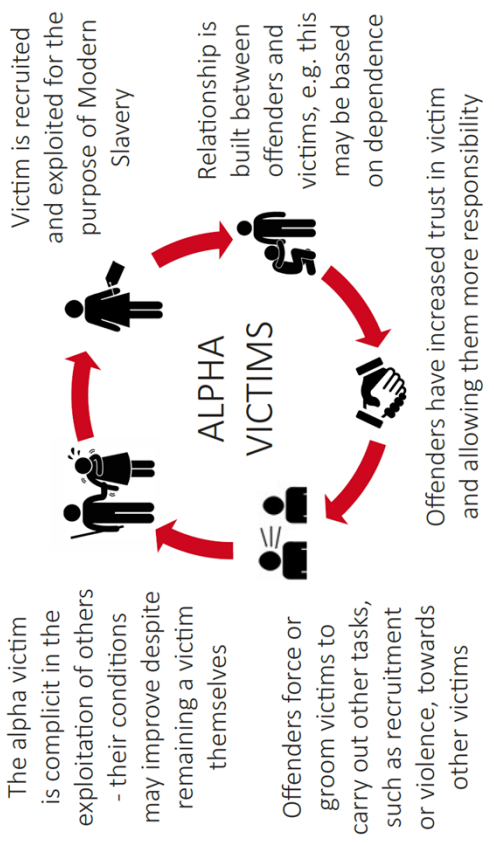 ALPHA
VICTIMS
Victim is recruited
and exploited for the
purpose of Modern
Slavery
Relationship is
built between
offenders and
victims, e.g. this
may be based
on dependence
Offenders have increased trust in victim
and allowing them more responsibility
Offenders force or
groom victims to
carry out other tasks,
such as recruitment
or violence, towards
other victims
The alpha victim
is complicit in the
exploitation of others
- their conditions
may improve despite
remaining a victim
themselves